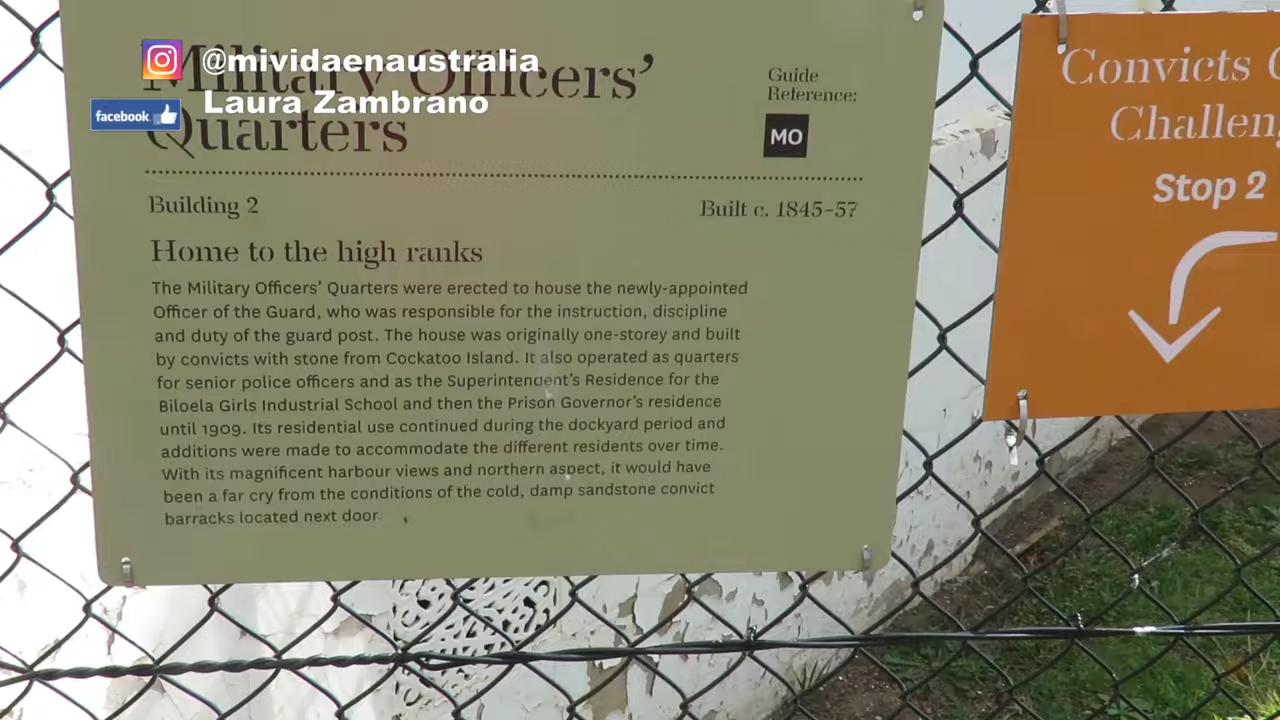 @mividaenaustralia
facebook
Laura Zambrano
Military Officers'
Quarters
Guide
Reference:
MO
Building 2
Built c. 1845–57
Home to the high ranks
The Military Officers' Quarters were erected to house the newly-appointed
Officer of the Guard, who was responsible for the instruction, discipline
and duty of the guard post. The house was originally one-storey and built
by convicts with stone from Cockatoo Island. It also operated as quarters
for senior police officers and as the Superintendent's Residence for the
Biloela Girls Industrial School and then the Prison Governor's residence
until 1909. Its residential use continued during the dockyard period and
additions were made to accommodate the different residents over time.
With its magnificent harbour views and northern aspect, it would have
been a far cry from the conditions of the cold, damp sandstone convict
barracks located next door.
Convicts
Stop 2